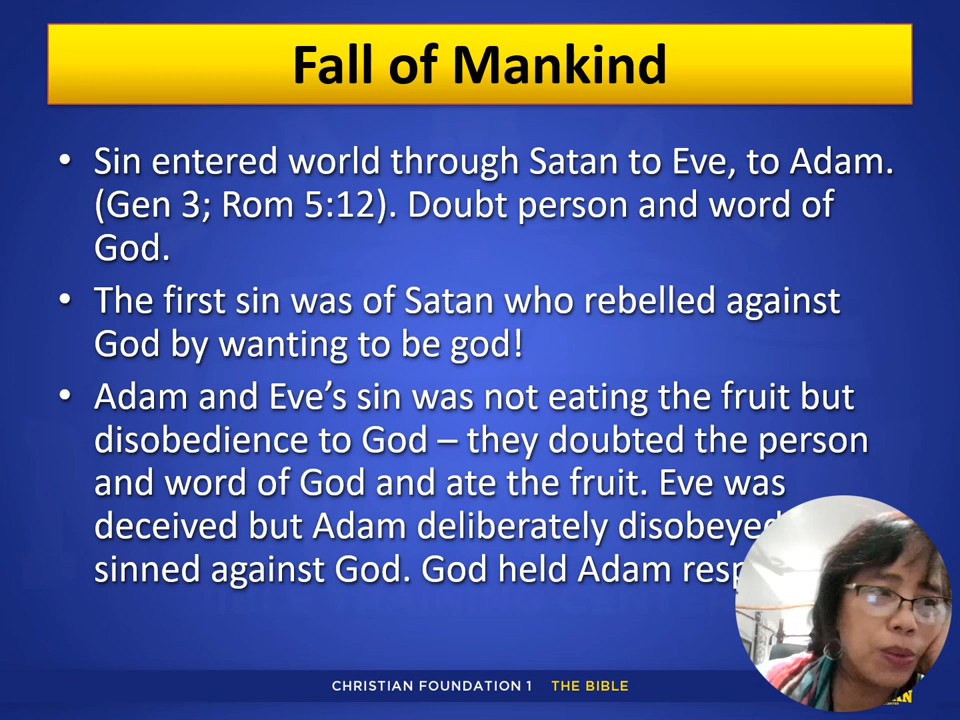 Fall of Mankind
• Sin entered world through Satan to Eve, to Adam.
(Gen 3; Rom 5:12). Doubt person and word of
God.
• The first sin was of Satan who rebelled against
God by wanting to be god!
• Adam and Eve’s sin was not eating the fruit but
disobedience to God – they doubted the person
and word of God and ate the fruit. Eve was
deceived but Adam deliberately disobeyed
sinned against God. God held Adam
CHRISTIAN FOUNDATION 1 THE BIBLE